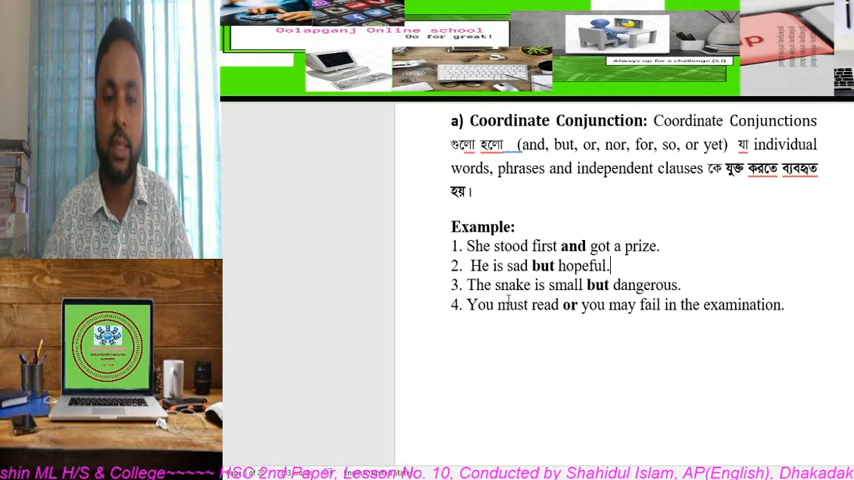 Golapganj Online school
Go for great!
Always up for a challenge.(S.I)
a) Coordinate Conjunction: Coordinate Conjunctions
গুলো হলো (and, but, or, nor, for, so, or yet) যা individual
words, phrases and independent clauses কে যুক্ত করতে ব্যবহৃত
হয়।
Example:
1. She stood first and got a prize.
2. He is sad but hopeful.
3. The snake is small but dangerous.
4. You must read or you may fail in the examination.
shin ML H/S & College~~~~~ HSC 2nd Paper, Lesson No. 10, Conducted by Shahidul Islam, AP(English), Dhakadak